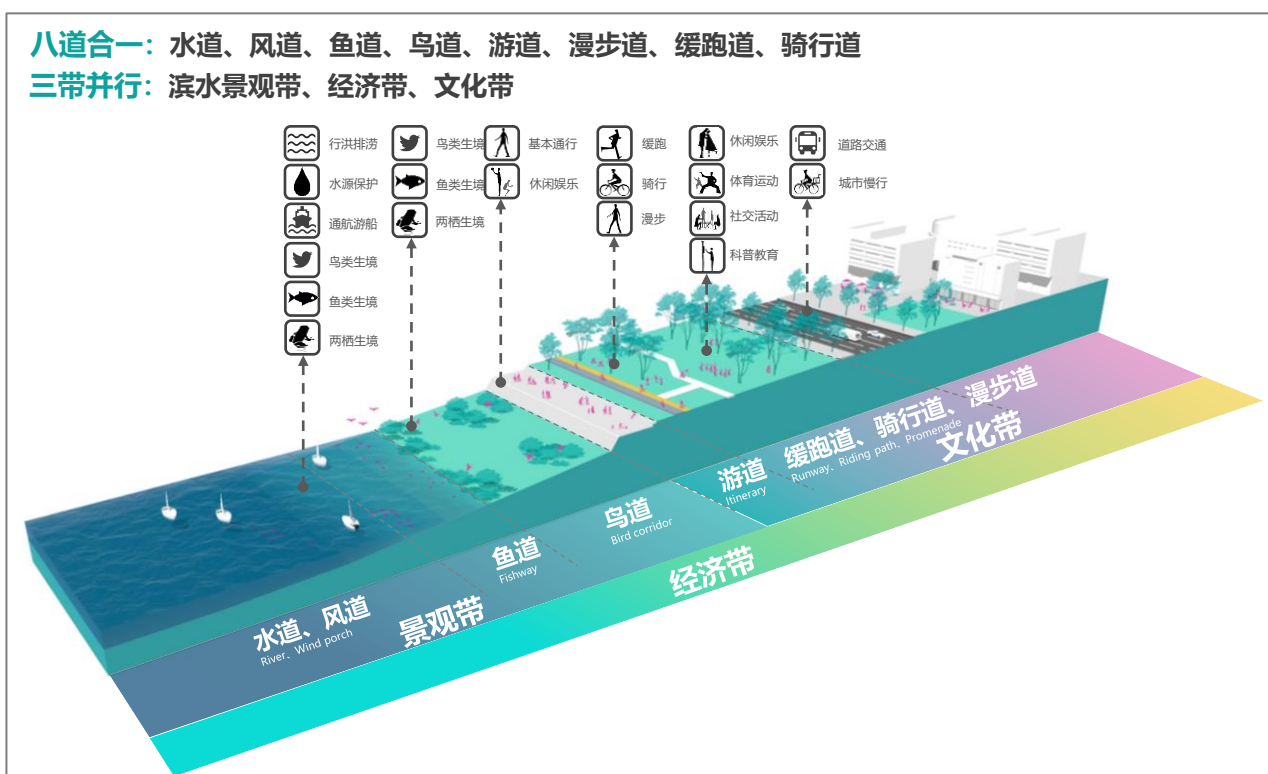 八道合一：水道、风道、鱼道、鸟道、游道、漫步道、缓跑道、骑行道
三带并行：滨水景观带、经济带、文化带
行洪排涝
水源保护
通航游船
鸟类生境
鱼类生境
两栖生境
鸟类生境
鱼类生境
两栖生境
基本通行
休闲娱乐
缓跑
骑行
漫步
休闲娱乐
体育运动
社交活动
科普教育
道路交通
城市慢行
水道、风道
River、Wind porch
景观带
鱼道
Fishway
鸟道
Bird corridor
经济带
游道
Itinerary
缓跑道、骑行道、漫步道
Runway、Riding path、Promenade
文化带